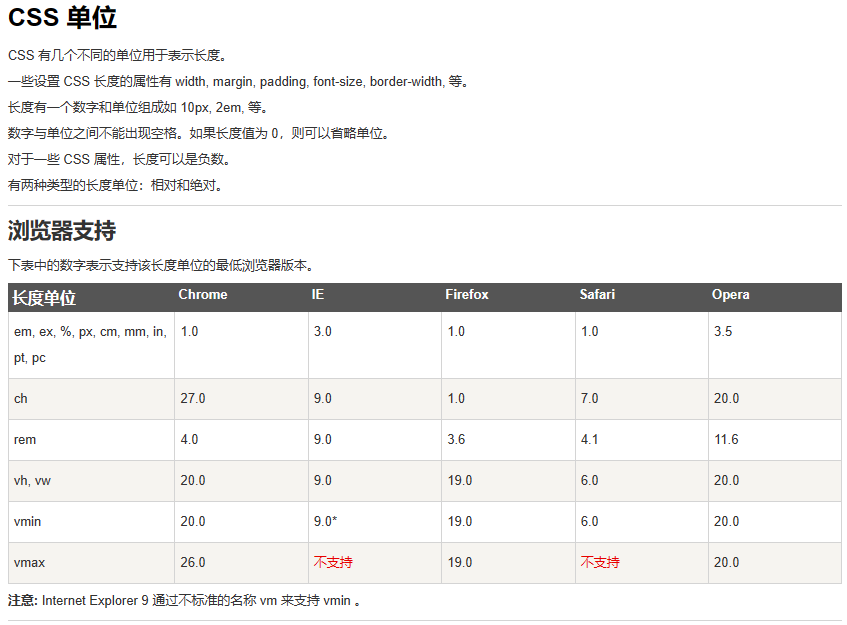 CSS 单位
CSS 有几个不同的单位用于表示长度。
一些设置 CSS 长度的属性有 width, margin, padding, font-size, border-width, 等。
长度有一个数字和单位组成如 10px, 2em, 等。
数字与单位之间不能出现空格。如果长度值为 0，则可以省略单位。
对于一些 CSS 属性，长度可以是负数。
有两种类型的长度单位：相对和绝对。
浏览器支持
下表中的数字表示支持该长度单位的最低浏览器版本。
长度单位 Chrome IE Firefox Safari Opera
em, ex, %, px, cm, mm, in, 1.0 3.0 1.0 1.0 3.5
pt, pc
ch 27.0 9.0 1.0 7.0 20.0
rem 4.0 9.0 3.6 4.1 11.6
vh, vw 20.0 9.0 19.0 6.0 20.0
vmin 20.0 9.0* 19.0 6.0 20.0
vmax 26.0 不支持 19.0 不支持 20.0
注意: Internet Explorer 9 通过不标准的名称 vm 来支持 vmin 。